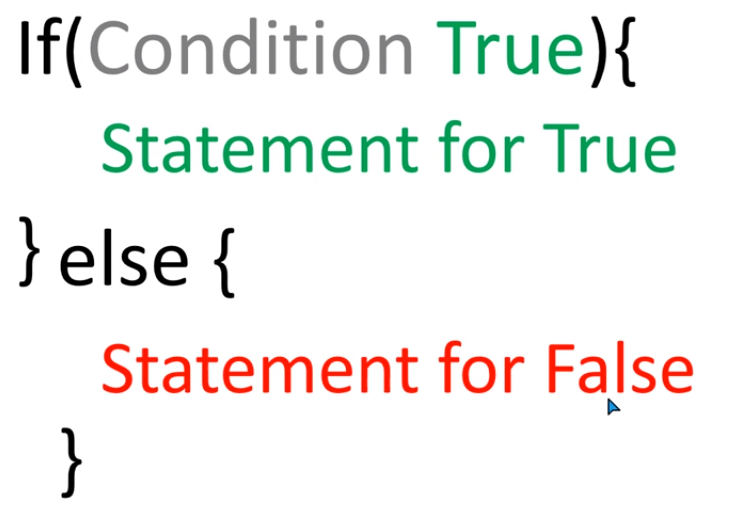 If(Condition True){
Statement for True
} else {
Statement for False
}